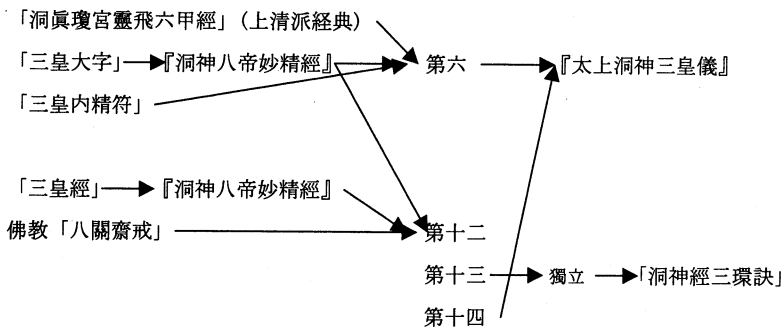 「洞眞瓊宮靈飛六甲經」(上清派経典)
「三皇大字」→『洞神八帝妙精經』 第六 →『太上洞神三皇儀』
「三皇内精符」
「三皇經」→『洞神八帝妙精經』
佛教「八關齋戒」 第十二
第十三→ 獨立 →「洞神經三環訣」
第十四